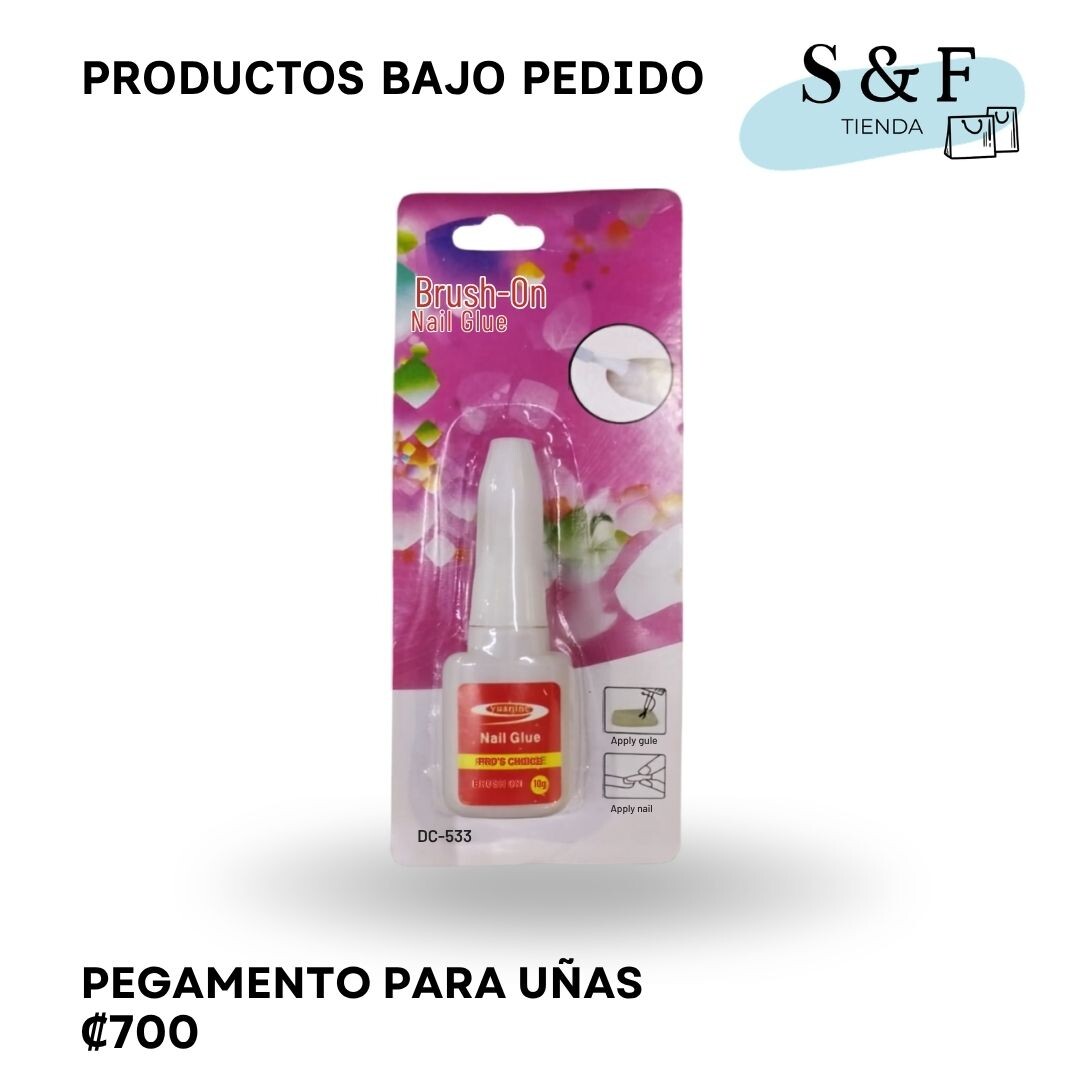 PRODUCTOS BAJO PEDIDO
S & F
TIENDA
Brush-On
Nail Glue
Nail Glue
PRO'S CHOICE
BRUSH ON 10g
Apply gule
Apply nail
DC-533
PEGAMENTO PARA UÑAS
₡700